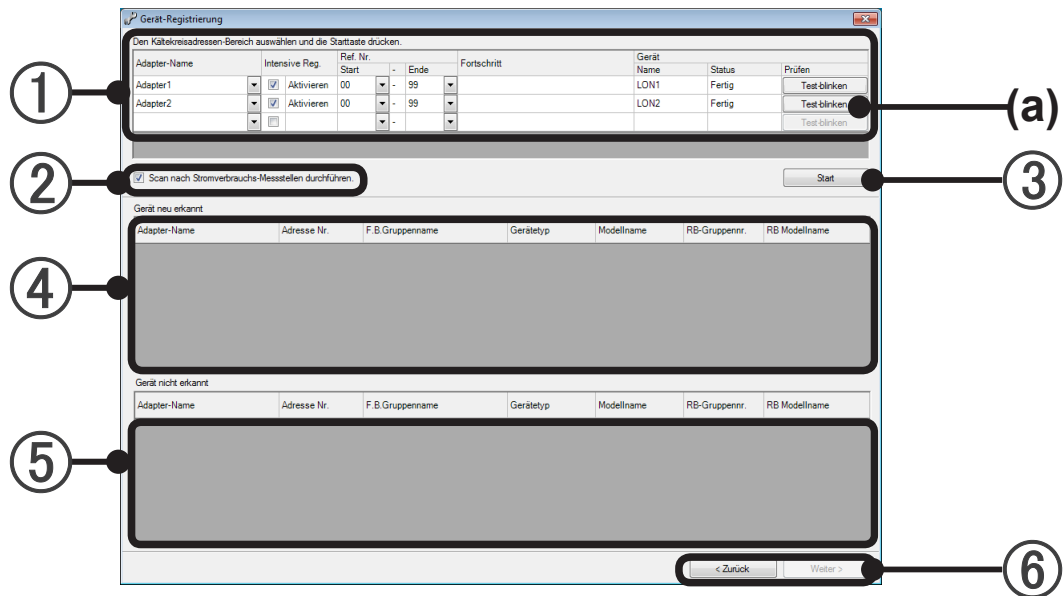 Gerät-Registrierung
Den Kältekreisadressen-Bereich auswählen und die Starttaste drücken.
Adapter-Name Intensive Reg. Ref. Nr. Fortschritt Gerät
Start - Ende Name Status Prüfen
① Adapter1 Aktivieren 00 - 99 LON1 Fertig Test-blinken
Adapter2 Aktivieren 00 - 99 LON2 Fertig Test-blinken (a)
- Test-blinken
② Scan nach Stromverbrauchs-Messstellen durchführen. Start ③
Gerät neu erkannt
Adapter-Name Adresse Nr. F.B.Gruppenname Gerätetyp Modellname RB-Gruppennr. RB Modellname
④
Gerät nicht erkannt
Adapter-Name Adresse Nr. F.B.Gruppenname Gerätetyp Modellname RB-Gruppennr. RB Modellname
⑤
< Zurück Weiter > ⑥